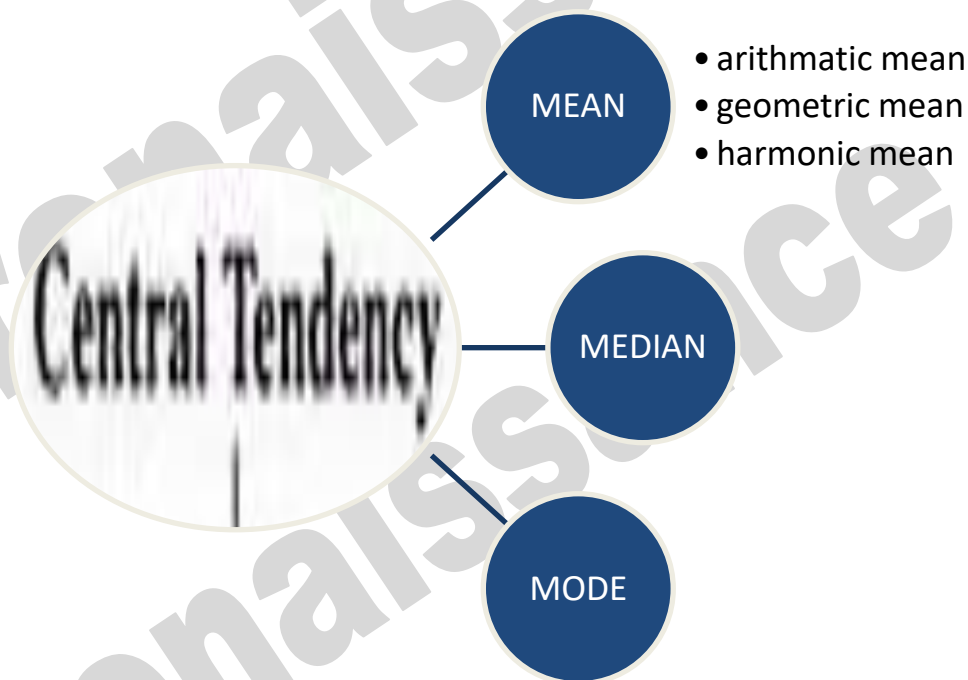 MEAN
• arithmatic mean
• geometric mean
• harmonic mean
Central Tendency
MEDIAN
MODE